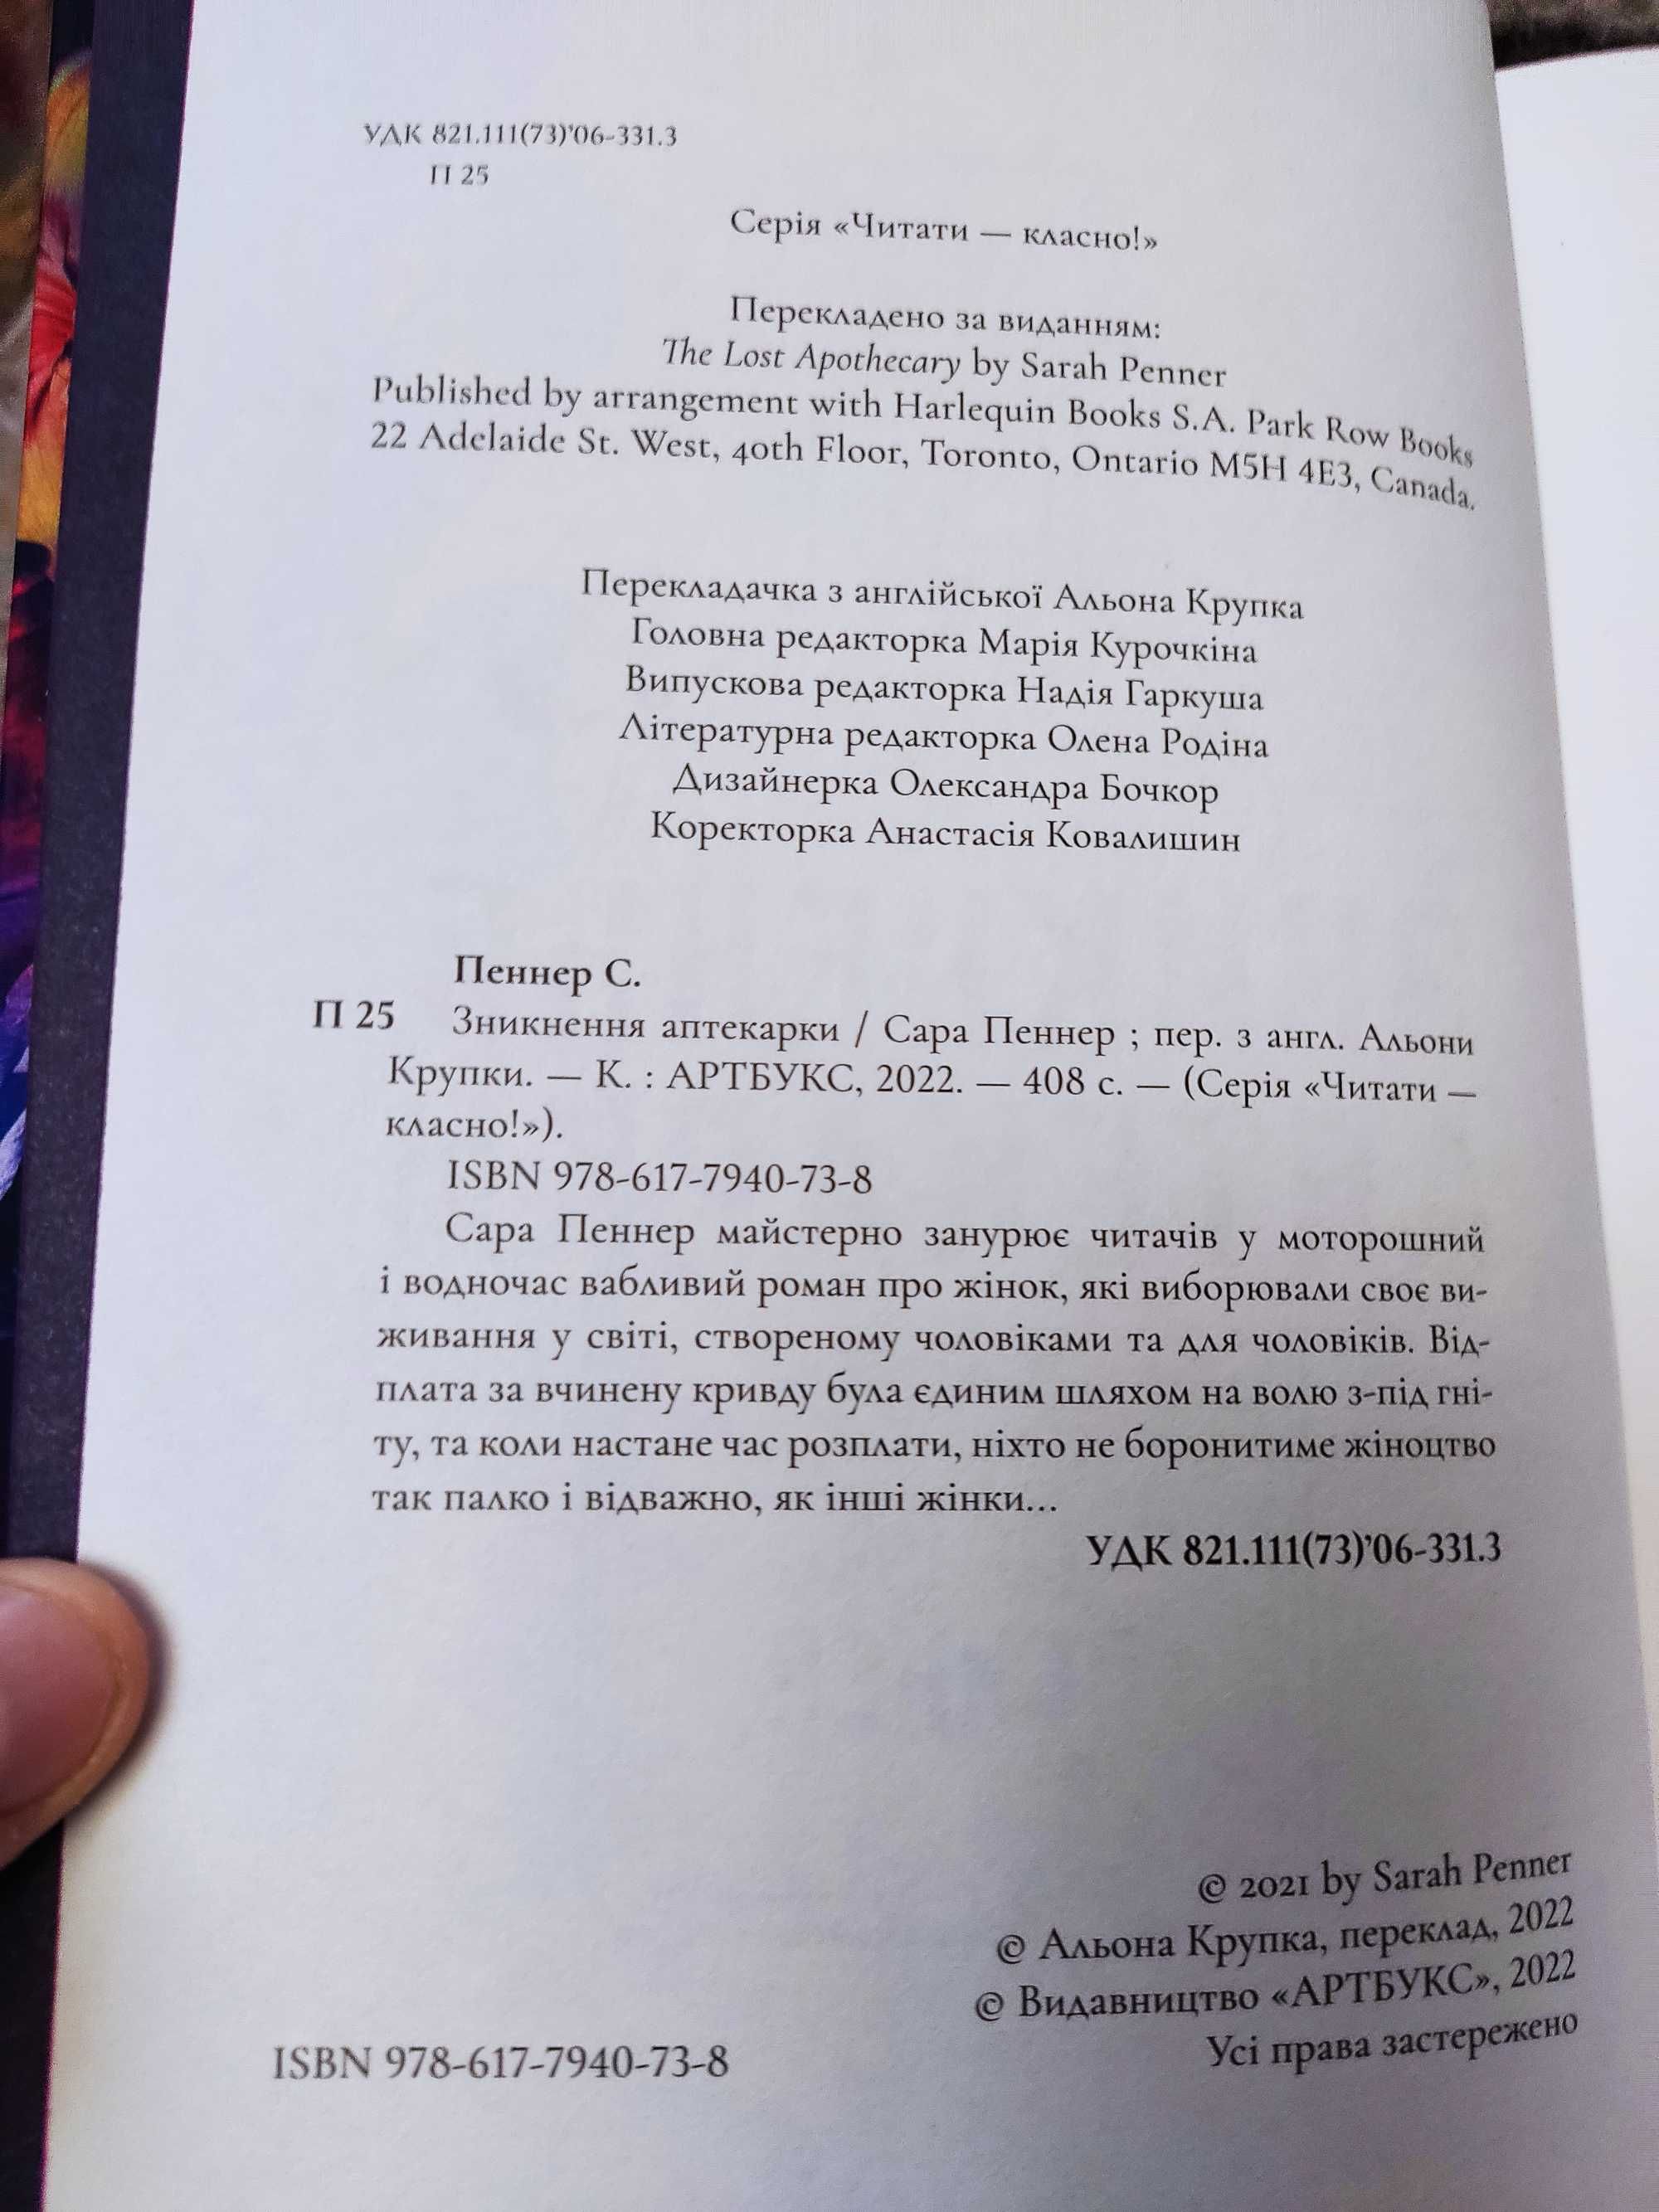 УДК 821.111(73)’06-331.3
П 25
Серія «Читати — класно!»
Перекладено за виданням:
The Lost Apothecary by Sarah Penner
Published by arrangement with Harlequin Books S.A. Park Row Books
22 Adelaide St. West, 40th Floor, Toronto, Ontario M5H 4E3, Canada.
Перекладачка з англійської Альона Крупка
Головна редакторка Марія Курочкіна
Випускова редакторка Надія Гаркуша
Літературна редакторка Олена Родіна
Дизайнерка Олександра Бочкор
Коректорка Анастасія Ковалишин
Пеннер С.
П 25 Зникнення аптекарки / Сара Пеннер ; пер. з англ. Альони
Крупки. — К. : АРТБУКС, 2022. — 408 с. — (Серія «Читати —
класно!»).
ISBN 978-617-7940-73-8
Сара Пеннер майстерно занурює читачів у моторошний
і водночас вабливий роман про жінок, які виборювали своє ви-
живання у світі, створеному чоловіками та для чоловіків. Від-
плата за вчинену кривду була єдиним шляхом на волю з-під гні-
ту, та коли настане час розплати, ніхто не боронитиме жіноцтво
так палко і відважно, як інші жінки...
УДК 821.111(73)’06-331.3
© 2021 by Sarah Penner
© Альона Крупка, переклад, 2022
© Видавництво «АРТБУКС», 2022
Усі права застережено
ISBN 978-617-7940-73-8